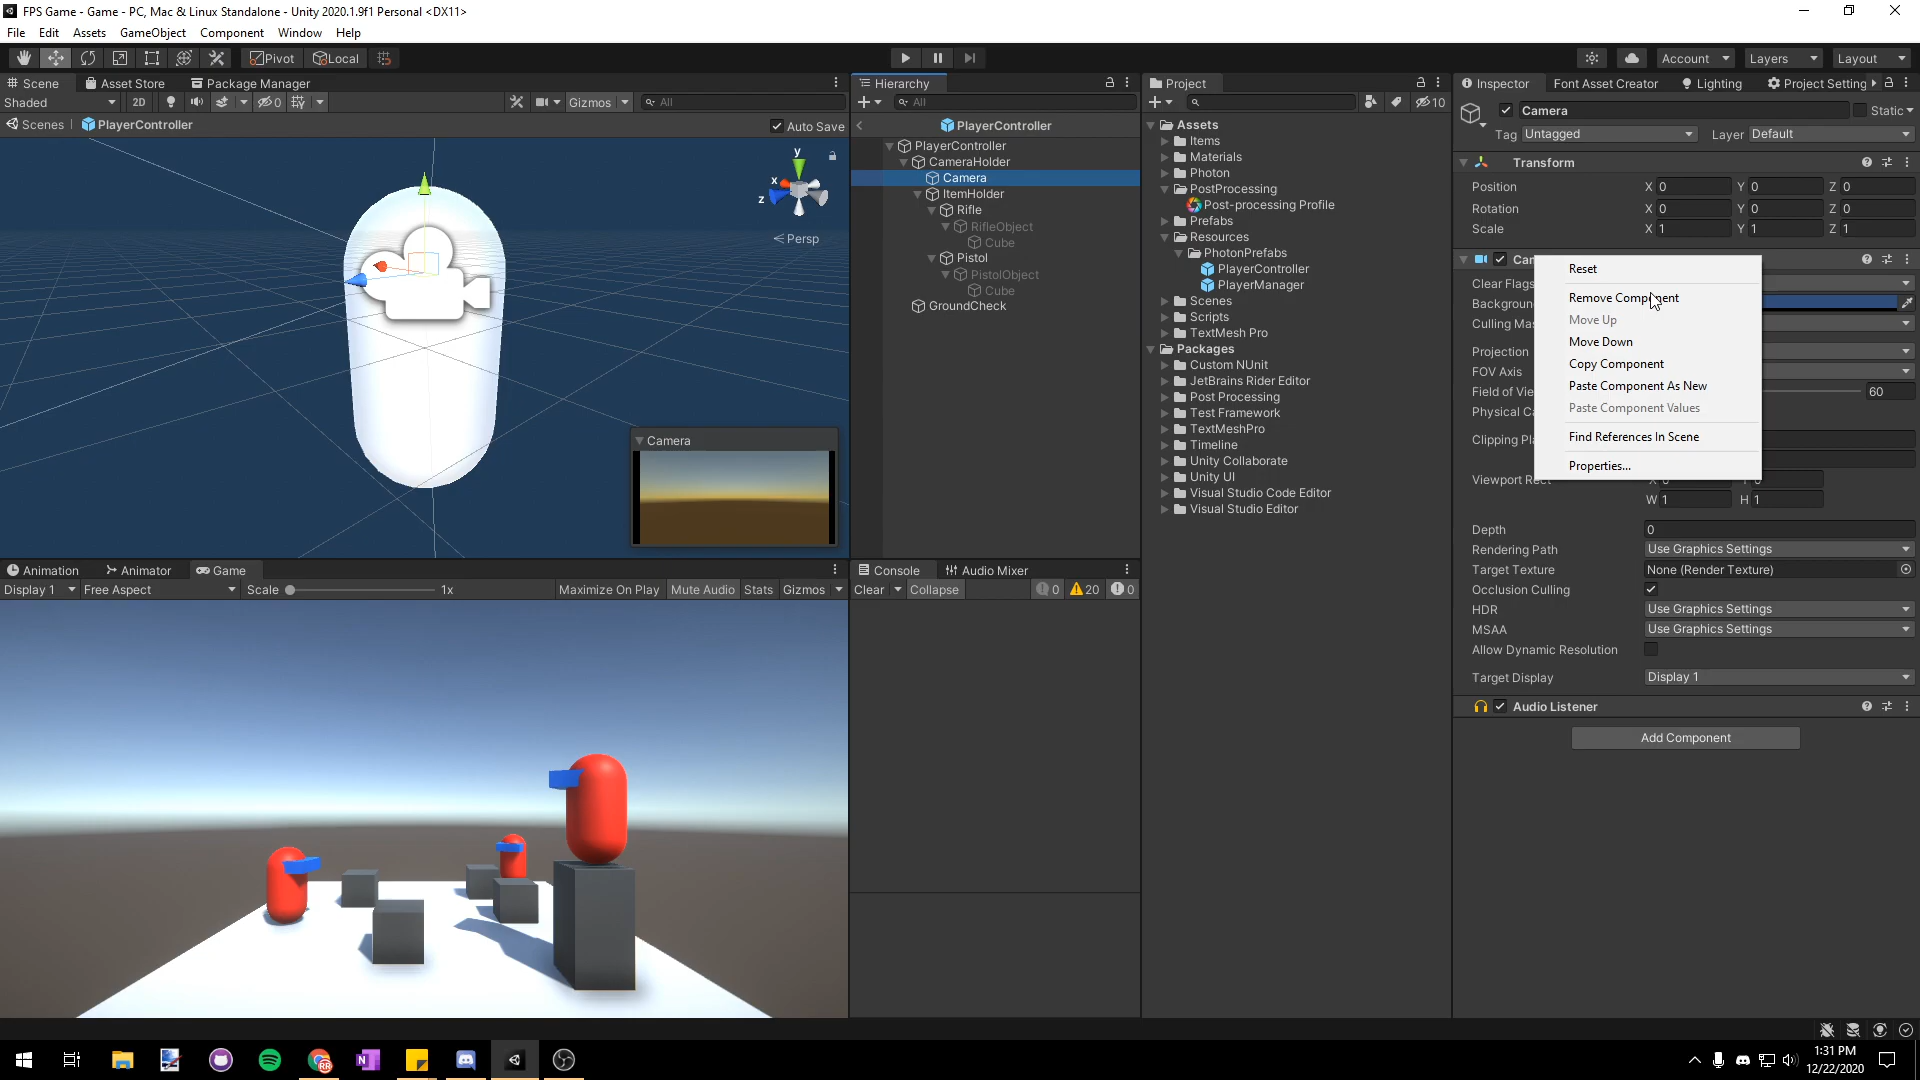 FPS Game - Game - PC, Mac & Linux Standalone - Unity 2020.1.9f1 Personal <DX11>
File Edit Assets GameObject Component Window Help
Pivot Local Account Layers Layout
Scene Asset Store Package Manager
Shaded 2D 0 Gizmos All
Scenes PlayerController Auto Save
y
x
z
Persp
Camera
Hierarchy
All
PlayerController
PlayerController
CameraHolder
Camera
ItemHolder
Rifle
RifleObject
Cube
Pistol
PistolObject
Cube
GroundCheck
Project
10
Assets
Items
Materials
Photon
PostProcessing
Post-processing Profile
Prefabs
Resources
PhotonPrefabs
PlayerController
PlayerManager
Scenes
Scripts
TextMesh Pro
Packages
Custom NUnit
JetBrains Rider Editor
Post Processing
Test Framework
TextMeshPro
Timeline
Unity Collaborate
Unity UI
Visual Studio Code Editor
Visual Studio Editor
Inspector Font Asset Creator Lighting Project Setting
Camera Static
Tag Untagged Layer Default
Transform
Position X 0 Y 0 Z 0
Rotation X 0 Y 0 Z 0
Scale X 1 Y 1 Z 1
Clear Flags
Projection
FOV Axis
60
Reset
Remove Component
Move Up
Move Down
Copy Component
Paste Component As New
Paste Component Values
Find References In Scene
Properties...
Viewport Rect
W 1 H 1
Depth 0
Rendering Path Use Graphics Settings
Target Texture None (Render Texture)
Occlusion Culling
HDR Use Graphics Settings
MSAA Use Graphics Settings
Allow Dynamic Resolution
Target Display Display 1
Audio Listener
Add Component
Animation Animator Game
Display 1 Free Aspect Scale 1x Maximize On Play Mute Audio Stats Gizmos
Console Audio Mixer
Clear Collapse 0 20 0
1:31 PM
12/22/2020